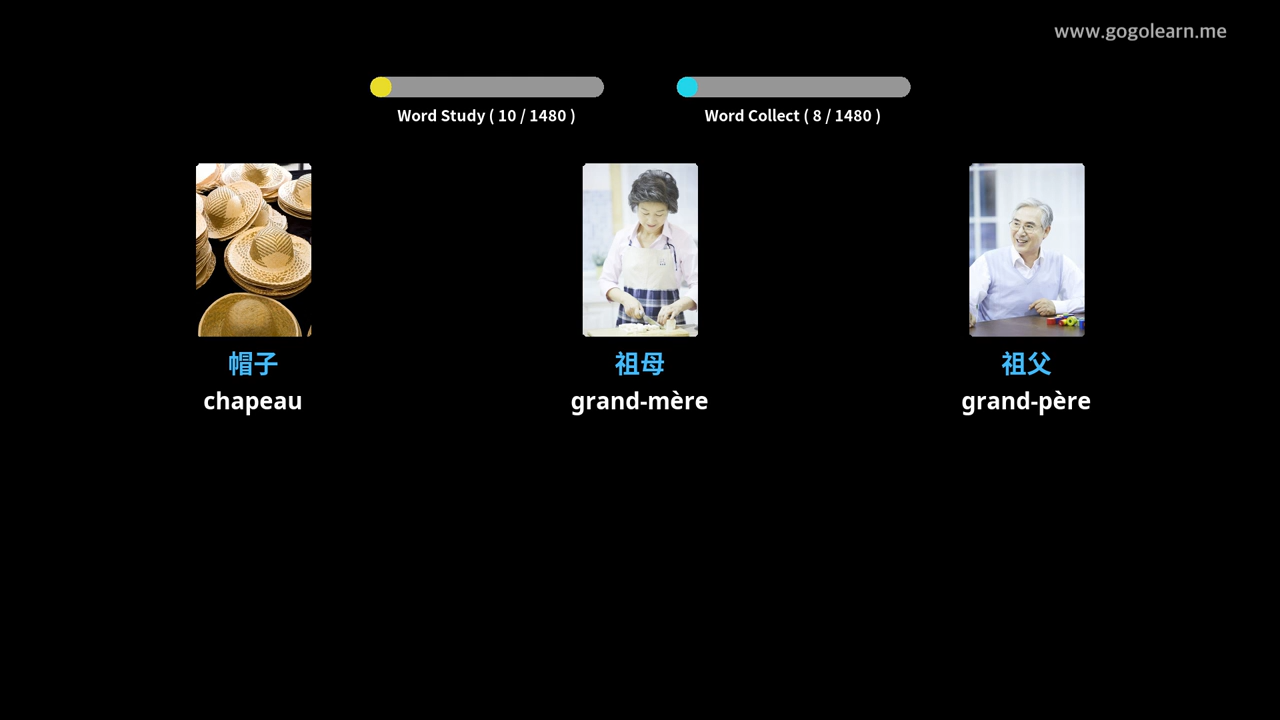 www.gogolearn.me
Word Study ( 10 / 1480 )
Word Collect ( 8 / 1480 )
帽子
chapeau
祖母
grand-mère
祖父
grand-père